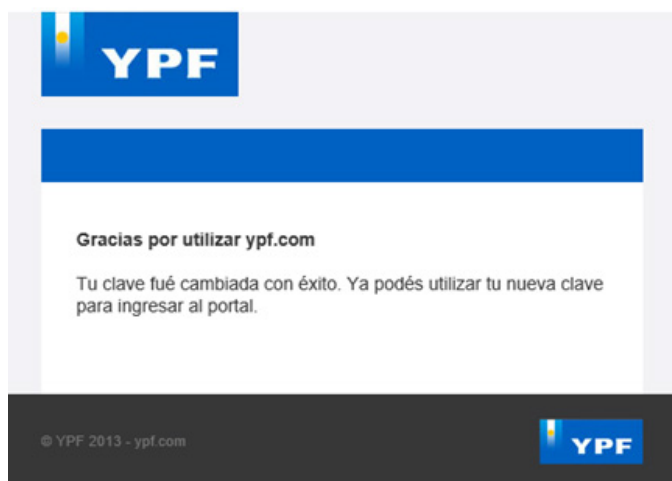 YPF
Gracias por utilizar ypf.com
Tu clave fué cambiada con éxito. Ya podés utilizar tu nueva clave
para ingresar al portal.
© YPF 2013 - ypf.com
YPF